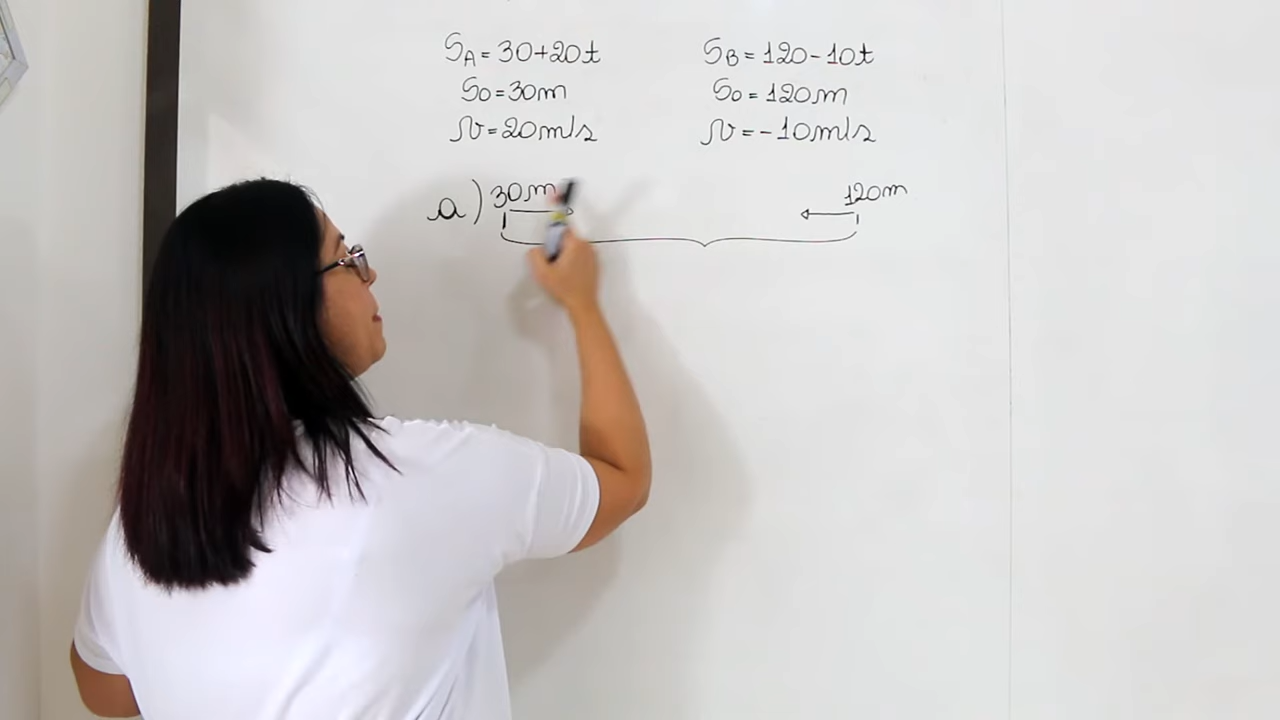 SA = 30+20t
SB = 120-10t
S0 = 30m
S0 = 120m
v = 20m/s
v = -10m/s
a) 30m
120m